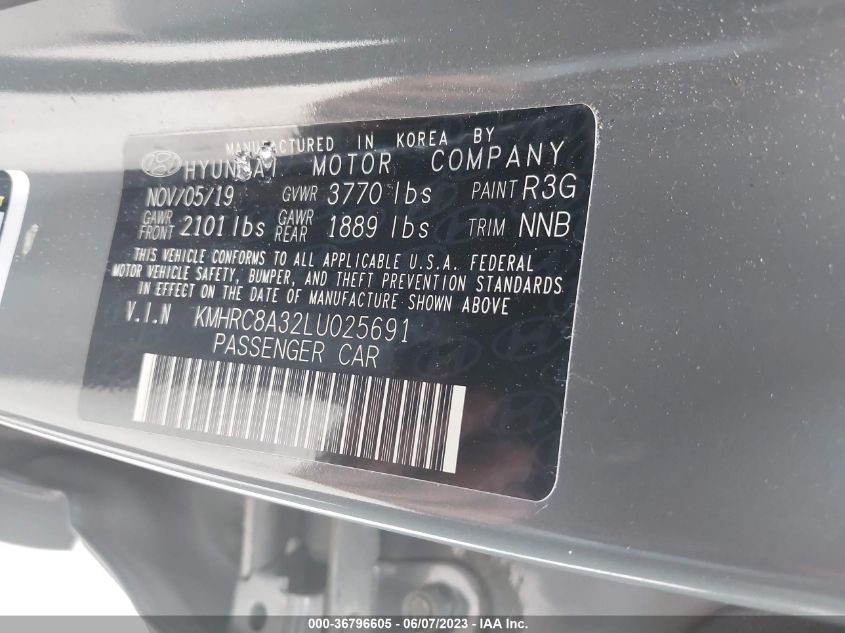 MANUFACTURED IN KOREA BY
HYUNDAI MOTOR COMPANY
NOV/05/19 GVWR 3770 lbs PAINT R3G
GAWR FRONT 2101 lbs GAWR REAR 1889 lbs TRIM NNB
THIS VEHICLE CONFORMS TO ALL APPLICABLE U.S.A. FEDERAL
MOTOR VEHICLE SAFETY, BUMPER, AND THEFT PREVENTION STANDARDS
IN EFFECT ON THE DATE OF MANUFACTURE SHOWN ABOVE
V.I.N KMHRC8A32LU025691
PASSENGER CAR
000-36796605 - 06/07/2023 - IAAI.COM